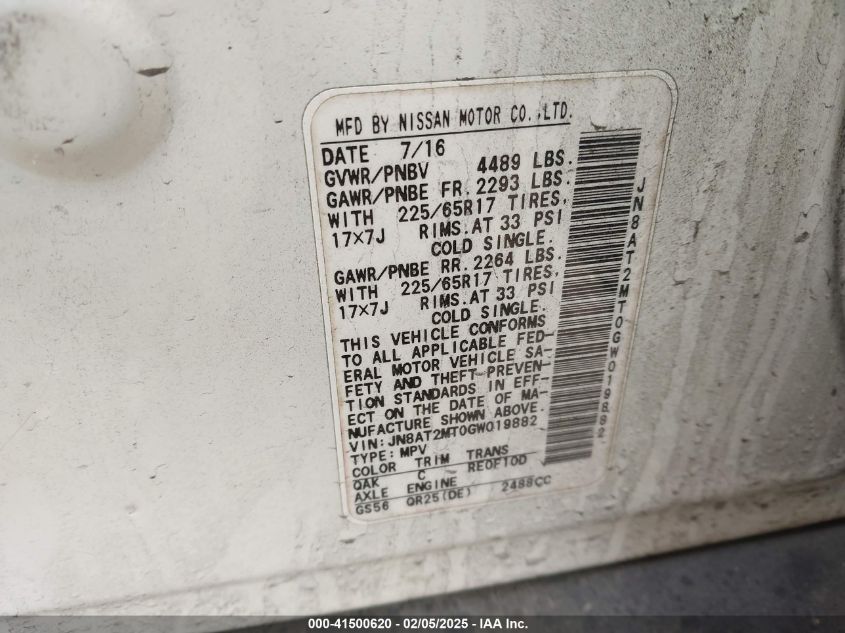 MFD BY NISSAN MOTOR CO.,LTD.
DATE 7/16
GVWR/PNBV 4489 LBS.
GAWR/PNBE FR. 2293 LBS.
WITH 225/65R17 TIRES,
17×7J RIMS.AT 33 PSI
COLD SINGLE.
GAWR/PNBE RR. 2264 LBS.
WITH 225/65R17 TIRES,
17×7J RIMS.AT 33 PSI
COLD SINGLE.
THIS VEHICLE CONFORMS
TO ALL APPLICABLE FED-
ERAL MOTOR VEHICLE SA-
FETY AND THEFT PREVEN-
TION STANDARDS IN EFF-
ECT ON THE DATE OF MA-
NUFACTURE SHOWN ABOVE.
VIN:JN8AT2MT0GW019882
TYPE:MPV
COLOR TRIM TRANS
QAK C RE0F10D
AXLE ENGINE
GS56 QR25(DE) 2488CC
JN8AT2MT0GW019882
000-41500620 - 02/05/2025 - IAA Inc.